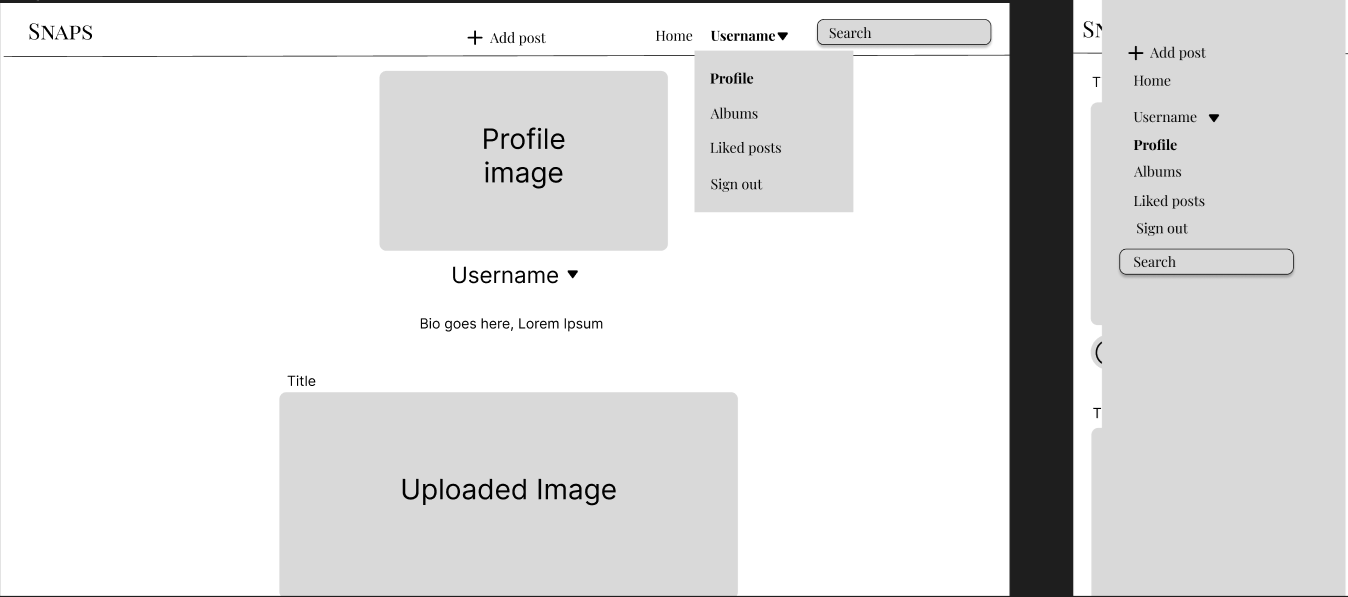 SNAPS
Add post
Home
Username
Search
Profile
Albums
Liked posts
Sign out
Profile
image
Username
Bio goes here, Lorem Ipsum
Title
Uploaded Image
SN
Add post
Home
T
Username
Profile
Albums
Liked posts
Sign out
Search
T